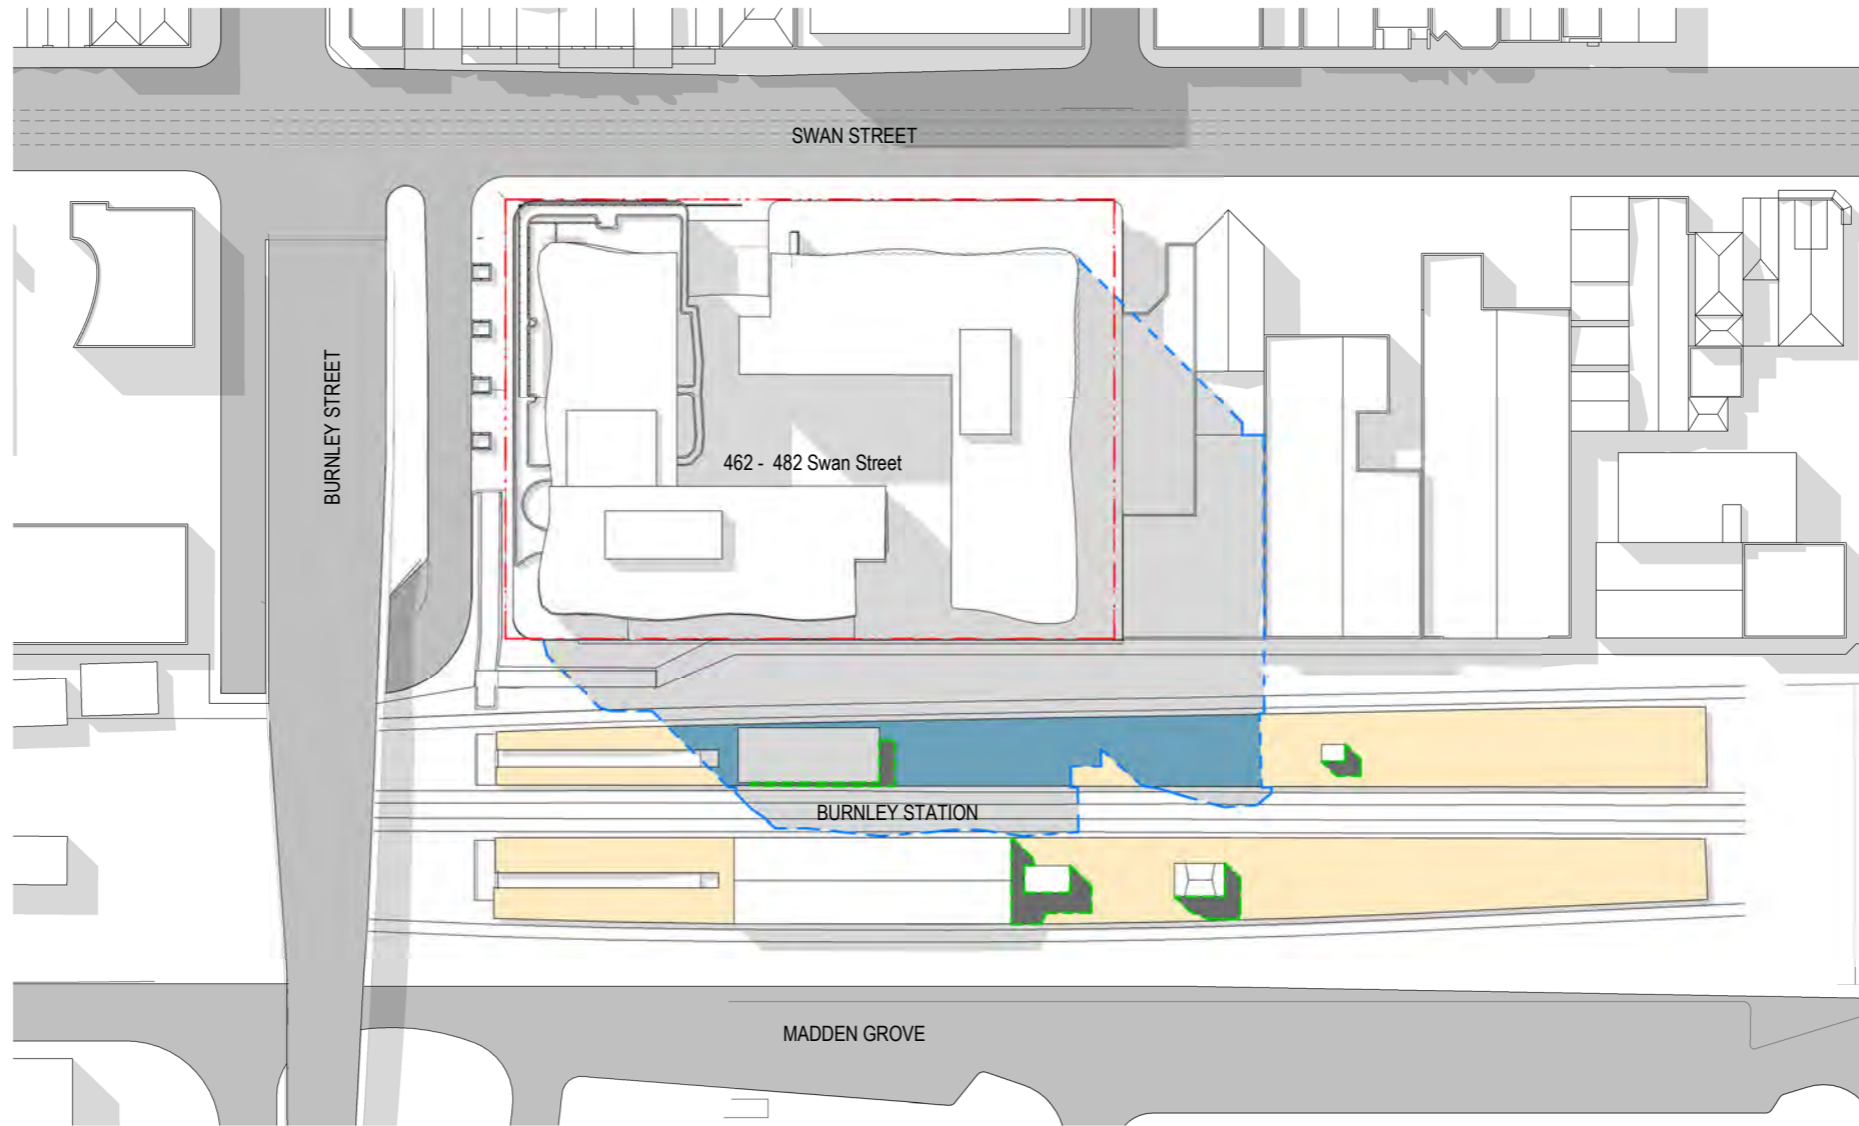 SWAN STREET
BURNLEY STREET
462 - 482 Swan Street
BURNLEY STATION
MADDEN GROVE